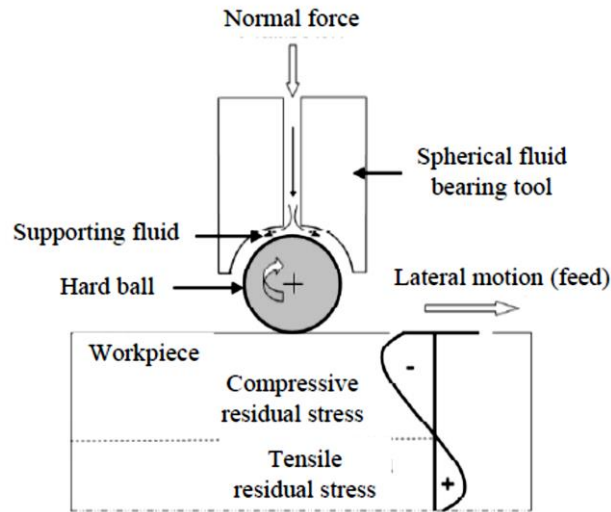 Normal force
Spherical fluid
bearing tool
Supporting fluid
Hard ball
Lateral motion (feed)
Workpiece
Compressive
residual stress
-
Tensile
residual stress
+